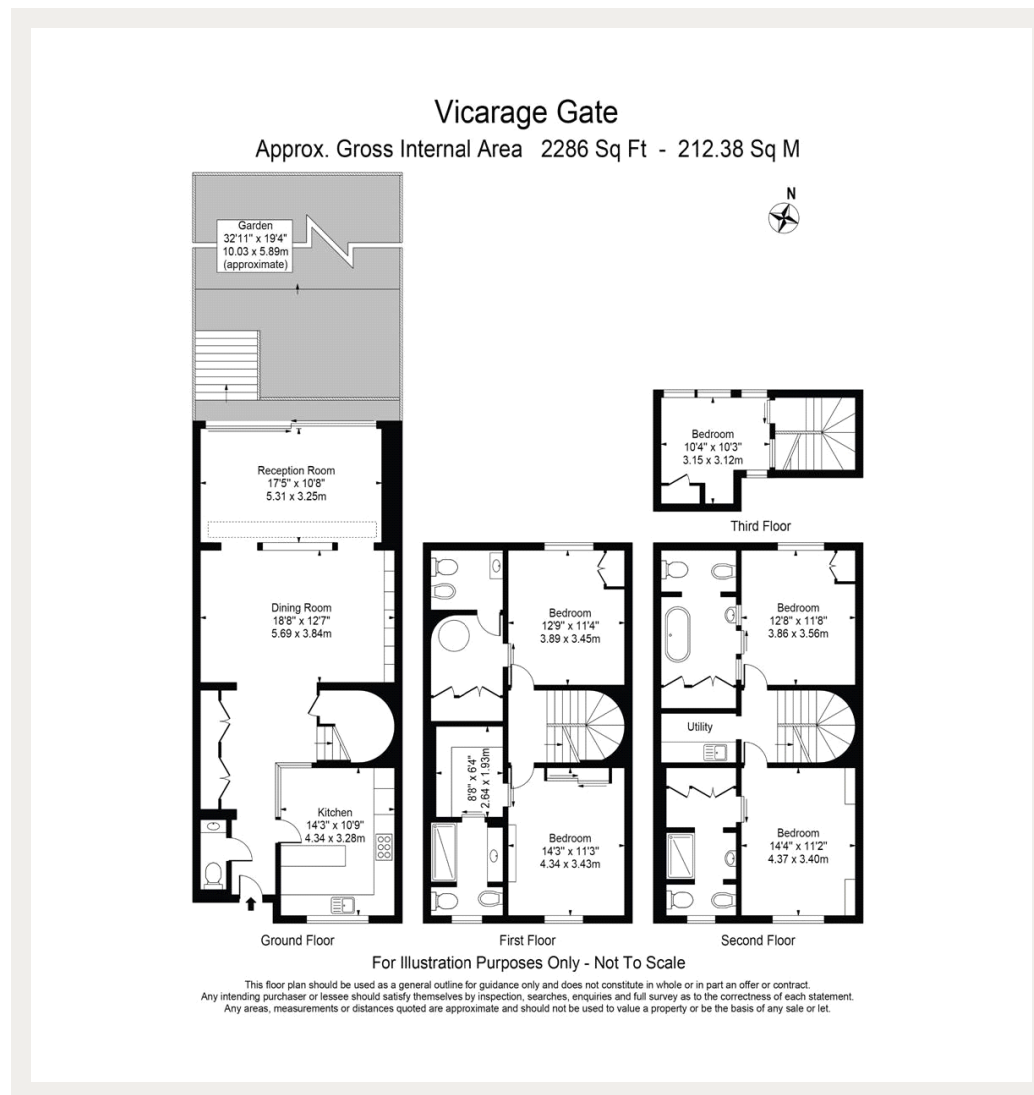 Vicarage Gate
Approx. Gross Internal Area 2286 Sq Ft - 212.38 Sq M
N
Garden
32'11" x 19'4"
10.03 x 5.89m
(approximate)
Reception Room
17'5" x 10'8"
5.31 x 3.25m
Dining Room
18'8" x 12'7"
5.69 x 3.84m
Kitchen
14'3" x 10'9"
4.34 x 3.28m
Ground Floor
Bedroom
12'9" x 11'4"
3.89 x 3.45m
8'8" x 6'4"
2.64 x 1.93m
Bedroom
14'3" x 11'3"
4.34 x 3.43m
First Floor
Bedroom
10'4" x 10'3"
3.15 x 3.12m
Third Floor
Bedroom
12'8" x 11'8"
3.86 x 3.56m
Utility
Bedroom
14'4" x 11'2"
4.37 x 3.40m
Second Floor
For Illustration Purposes Only - Not To Scale
This floor plan should be used as a general outline for guidance only and does not constitute in whole or in part an offer or contract.
Any intending purchaser or lessee should satisfy themselves by inspection, searches, enquiries and full survey as to the correctness of each statement.
Any areas, measurements or distances quoted are approximate and should not be used to value a property or be the basis of any sale or let.